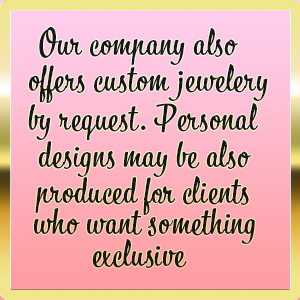 Our company also
offers custom jewelery
by request. Personal
designs may be also
produced for clients
who want something
exclusive